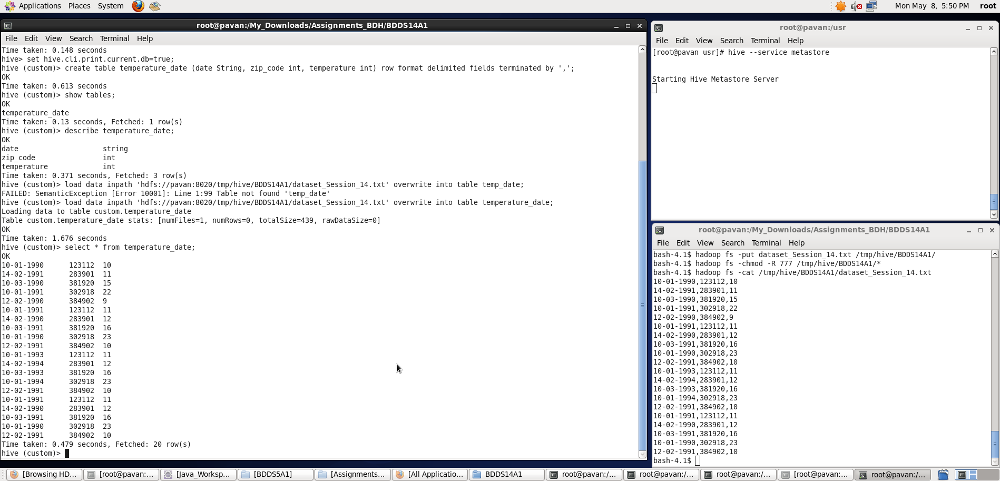 Applications Places System
Mon May 8, 5:50 PM root
root@pavan:/My_Downloads/Assignments_BDH/BDDS14A1
File Edit View Search Terminal Help
Time taken: 0.148 seconds
hive> set hive.cli.print.current.db=true;
hive (custom)> create table temperature_date (date String, zip_code int, temperature int) row format delimited fields terminated by ',';
OK
Time taken: 0.613 seconds
hive (custom)> show tables;
OK
temperature_date
Time taken: 0.13 seconds, Fetched: 1 row(s)
hive (custom)> describe temperature_date;
OK
date string
zip_code int
temperature int
Time taken: 0.371 seconds, Fetched: 3 row(s)
hive (custom)> load data inpath 'hdfs://pavan:8020/tmp/hive/BDDS14A1/dataset_Session_14.txt' overwrite into table temp_date;
FAILED: SemanticException [Error 10001]: Line 1:99 Table not found 'temp_date'
hive (custom)> load data inpath 'hdfs://pavan:8020/tmp/hive/BDDS14A1/dataset_Session_14.txt' overwrite into table temperature_date;
Loading data to table custom.temperature_date
Table custom.temperature_date stats: [numFiles=1, numRows=0, totalSize=439, rawDataSize=0]
OK
Time taken: 1.676 seconds
hive (custom)> select * from temperature_date;
OK
10-01-1990 123112 10
14-02-1991 283901 11
10-03-1990 381920 15
10-01-1991 302918 22
12-02-1990 384902 9
10-01-1991 123112 11
14-02-1990 283901 12
10-03-1991 381920 16
10-01-1990 302918 23
12-02-1991 384902 10
10-01-1993 123112 11
14-02-1994 283901 12
10-03-1993 381920 16
10-01-1994 302918 23
12-02-1991 384902 10
10-01-1991 123112 11
14-02-1990 283901 12
10-03-1991 381920 16
10-01-1990 302918 23
12-02-1991 384902 10
Time taken: 0.479 seconds, Fetched: 20 row(s)
hive (custom)>
root@pavan:/usr
File Edit View Search Terminal Help
[root@pavan usr]# hive --service metastore
Starting Hive Metastore Server
root@pavan:/My_Downloads/Assignments_BDH/BDDS14A1
File Edit View Search Terminal Help
bash-4.1$ hadoop fs -put dataset_Session_14.txt /tmp/hive/BDDS14A1/
bash-4.1$ hadoop fs -chmod -R 777 /tmp/hive/BDDS14A1/*
bash-4.1$ hadoop fs -cat /tmp/hive/BDDS14A1/dataset_Session_14.txt
10-01-1990,123112,10
14-02-1991,283901,11
10-03-1990,381920,15
10-01-1991,302918,22
12-02-1990,384902,9
10-01-1991,123112,11
14-02-1990,283901,12
10-03-1991,381920,16
10-01-1990,302918,23
12-02-1991,384902,10
10-01-1993,123112,11
14-02-1994,283901,12
10-03-1993,381920,16
10-01-1994,302918,23
12-02-1991,384902,10
10-01-1991,123112,11
14-02-1990,283901,12
10-03-1991,381920,16
10-01-1990,302918,23
12-02-1991,384902,10
bash-4.1$
[Browsing HD... [root@pavan:... [Java_Worksp... [BDDS5A1] [Assignments... [All Applicatio... BDDS14A1 root@pavan:/... root@pavan:/... root@pavan:/... [root@pavan:... root@pavan:/...